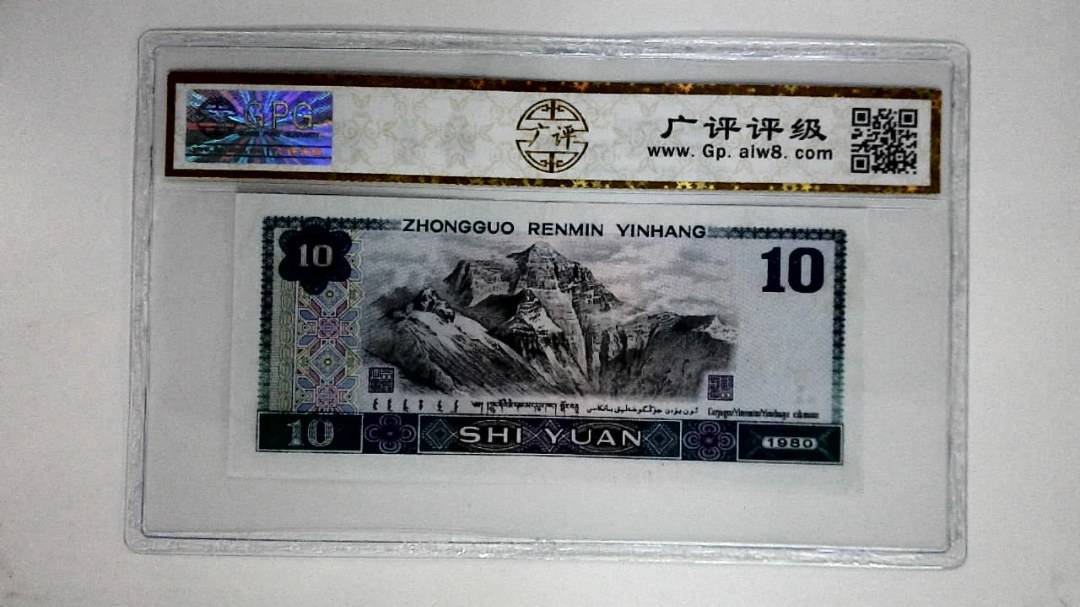 GPG
广评
广评评级
www. Gp. alw8. com
ZHONGGUO RENMIN YINHANG
10
10
10
SHI YUAN
1980